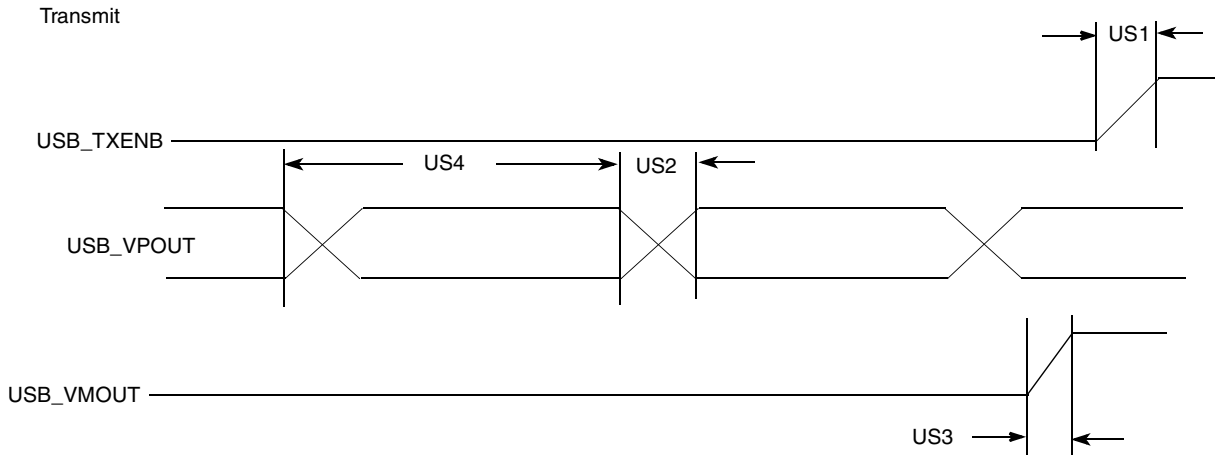 Transmit
US1
USB_TXENB
US4
US2
USB_VPOUT
USB_VMOUT
US3